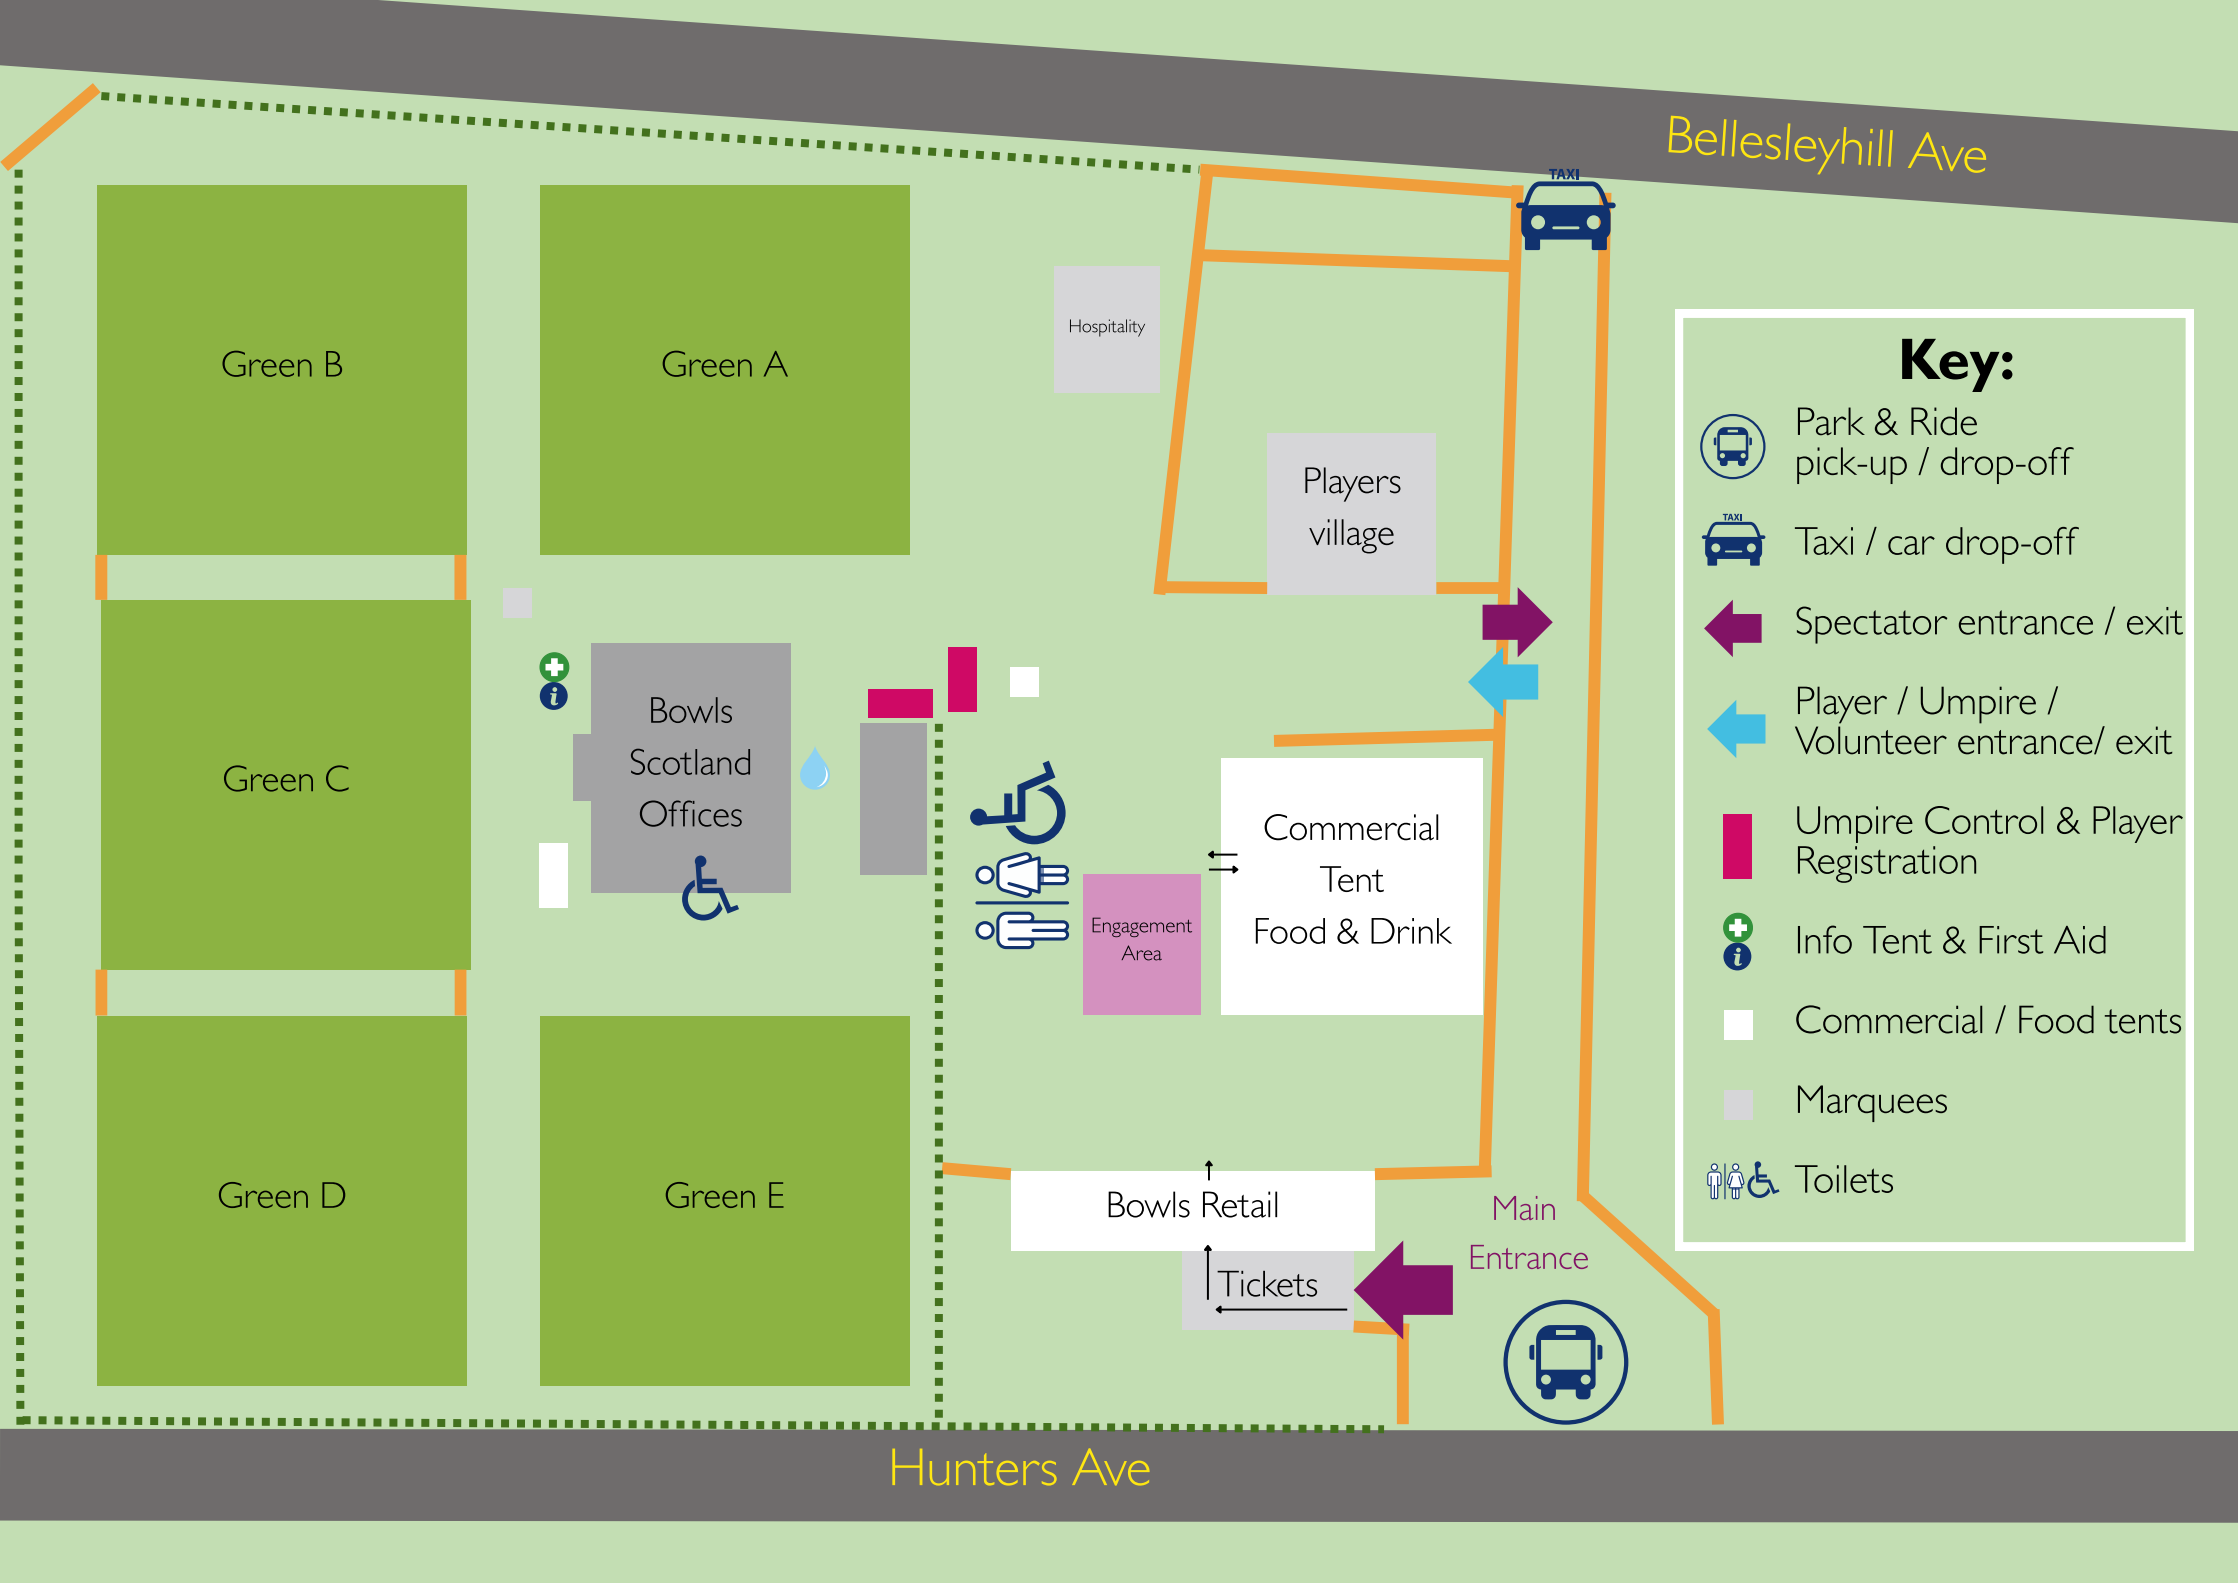 Bellesleyhill Ave
TAXI
Green B
Green A
Hospitality
Players
village
Green C
Bowls
Scotland
Offices
i
Commercial
Tent
Food & Drink
Engagement
Area
Green D
Green E
Bowls Retail
Tickets
Main
Entrance
Hunters Ave
Key:
Park & Ride
pick-up / drop-off
TAXI
Taxi / car drop-off
Spectator entrance / exit
Player / Umpire /
Volunteer entrance/ exit
Umpire Control & Player
Registration
i
Info Tent & First Aid
Commercial / Food tents
Marquees
Toilets